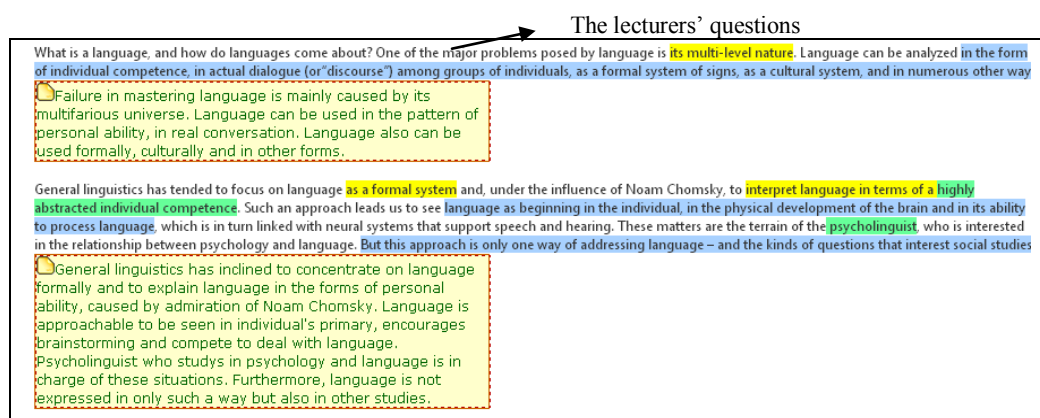 The lecturers’ questions
What is a language, and how do languages come about? One of the major problems posed by language is its multi-level nature. Language can be analyzed in the form
of individual competence, in actual dialogue (or“discourse”) among groups of individuals, as a formal system of signs, as a cultural system, and in numerous other way
Failure in mastering language is mainly caused by its
multifarious universe. Language can be used in the pattern of
personal ability, in real conversation. Language also can be
used formally, culturally and in other forms.
General linguistics has tended to focus on language as a formal system and, under the influence of Noam Chomsky, to interpret language in terms of a highly
abstracted individual competence. Such an approach leads us to see language as beginning in the individual, in the physical development of the brain and in its ability
to process language, which is in turn linked with neural systems that support speech and hearing. These matters are the terrain of the psycholinguist, who is interested
in the relationship between psychology and language. But this approach is only one way of addressing language – and the kinds of questions that interest social studies
General linguistics has inclined to concentrate on language
formally and to explain language in the forms of personal
ability, caused by admiration of Noam Chomsky. Language is
approachable to be seen in individual's primary, encourages
brainstorming and compete to deal with language.
Psycholinguist who studys in psychology and language is in
charge of these situations. Furthermore, language is not
expressed in only such a way but also in other studies.